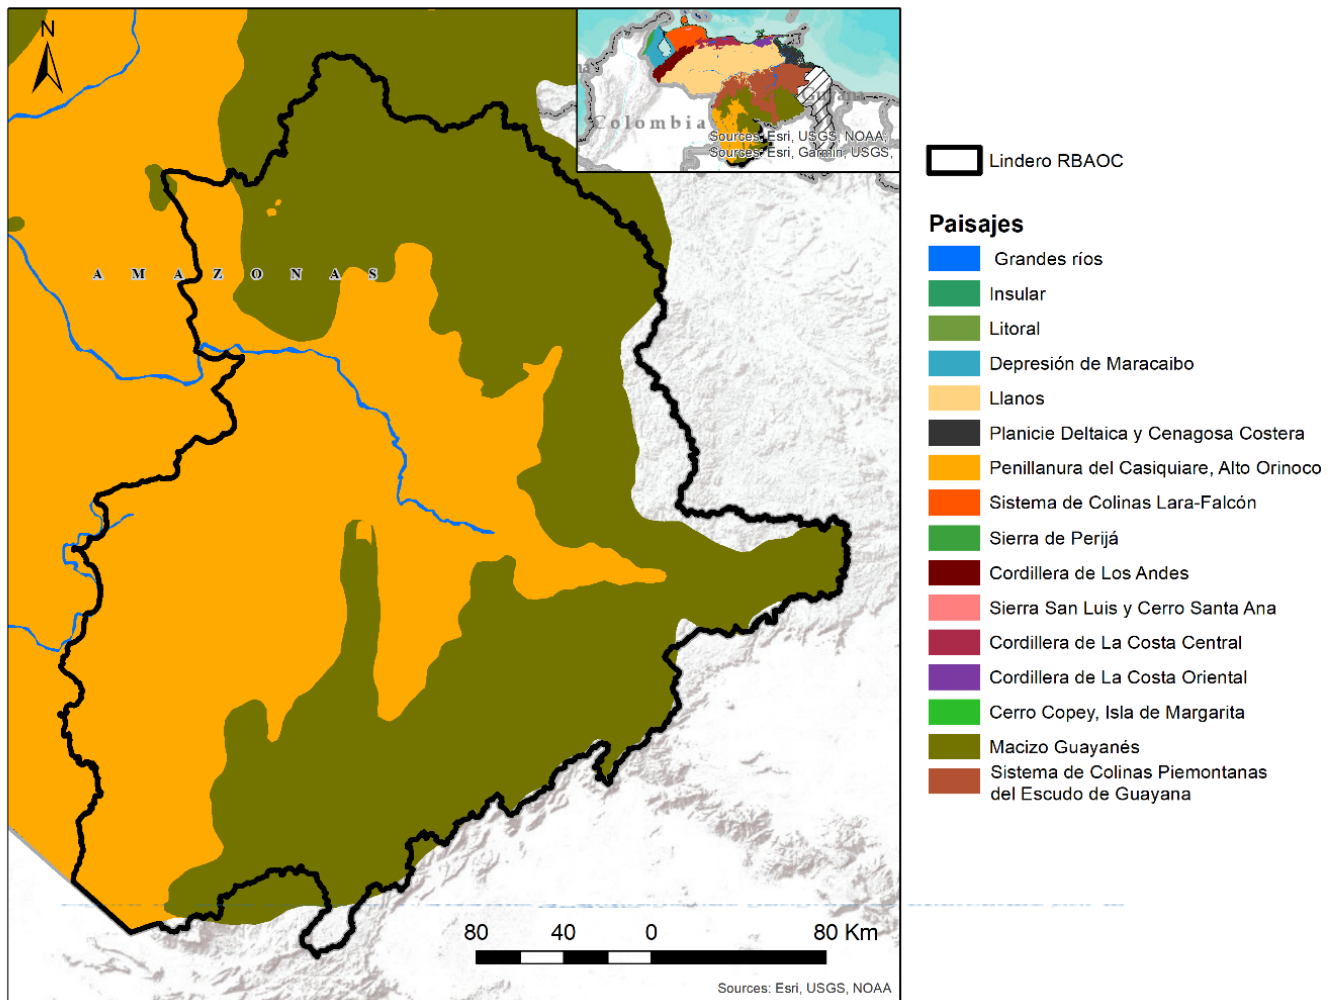 N
Colombia
Guyana
Sources: Esri, USGS, NOAA,
Sources: Esri, Garmin, USGS,
AMAZONAS
80 40 0 80 Km
Sources: Esri, USGS, NOAA
Lindero RBAOC
Paisajes
Grandes ríos
Insular
Litoral
Depresión de Maracaibo
Llanos
Planicie Deltaica y Cenagosa Costera
Penillanura del Casiquiare, Alto Orinoco
Sistema de Colinas Lara-Falcón
Sierra de Perijá
Cordillera de Los Andes
Sierra San Luis y Cerro Santa Ana
Cordillera de La Costa Central
Cordillera de La Costa Oriental
Cerro Copey, Isla de Margarita
Macizo Guayanés
Sistema de Colinas Piemontanas
del Escudo de Guayana